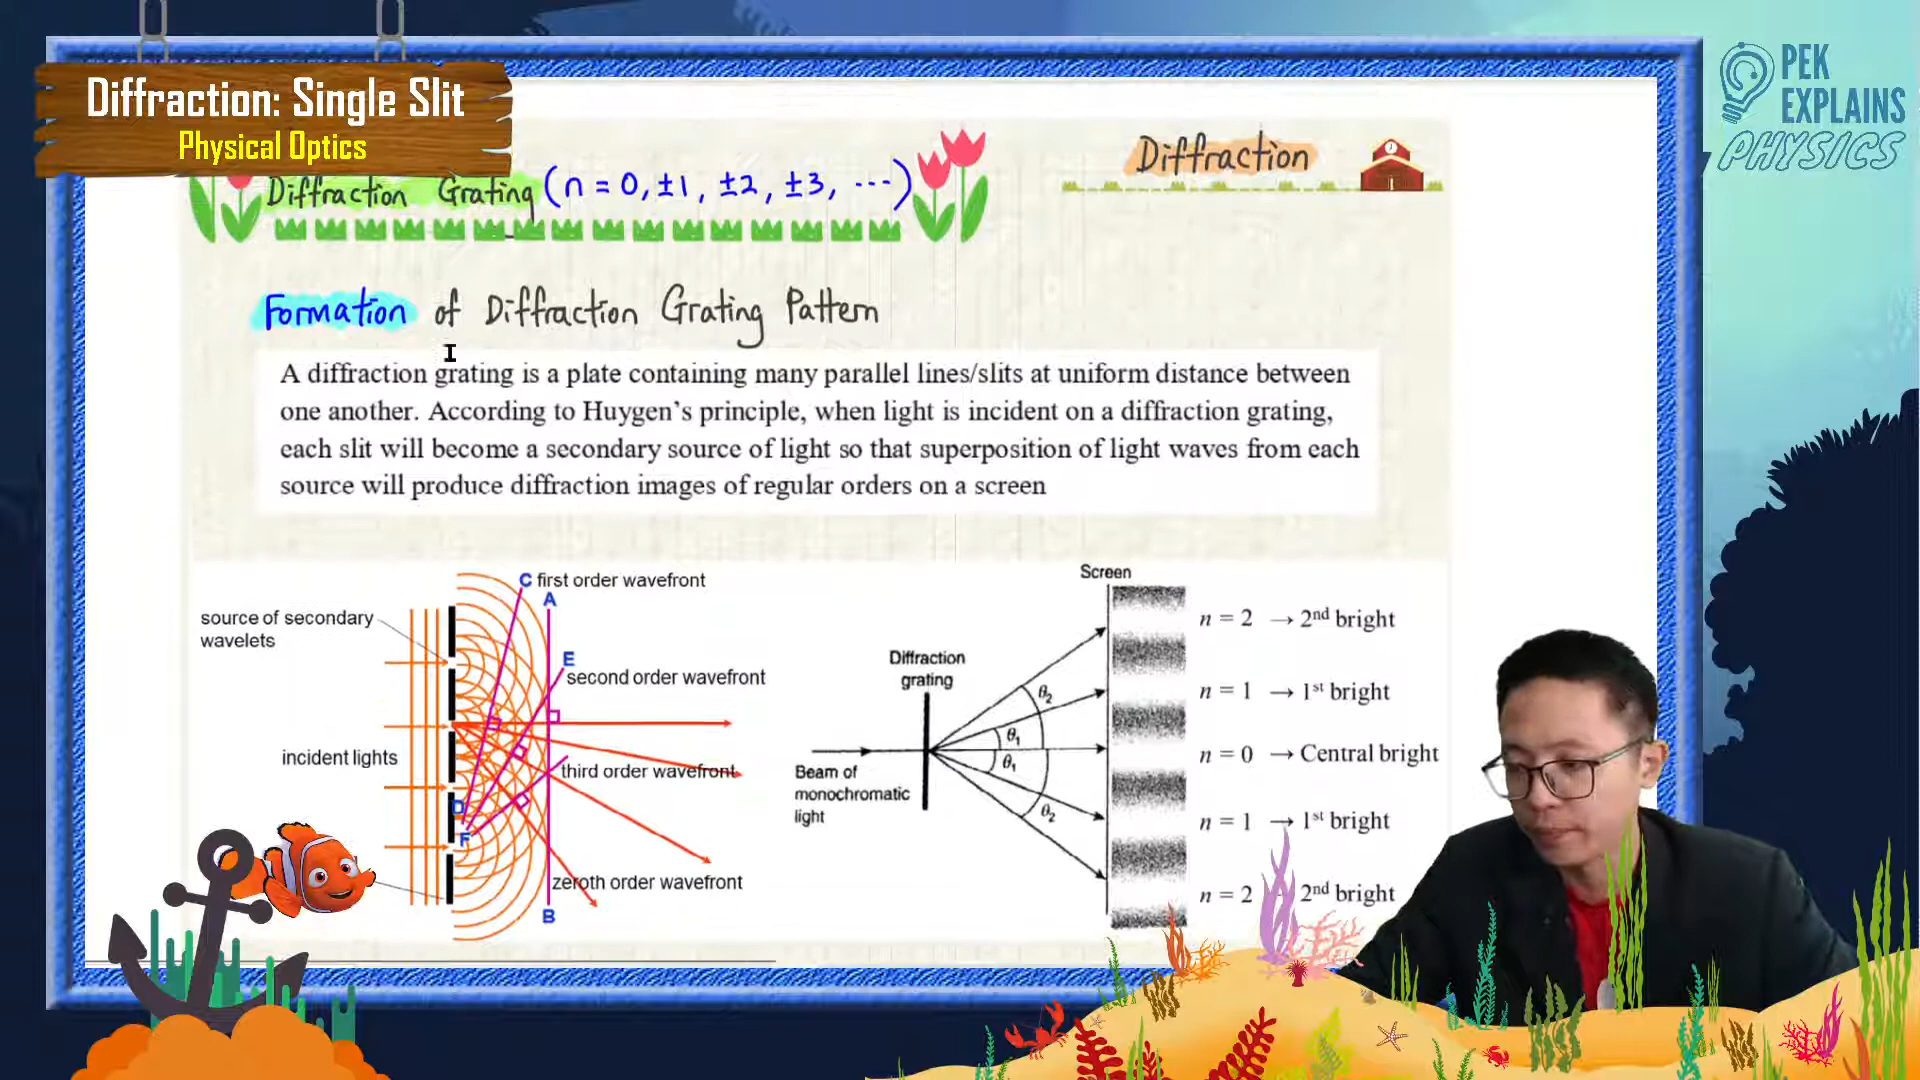 Diffraction: Single Slit
Physical Optics
PEK
EXPLAINS
PHYSICS
Diffraction
Diffraction Grating (n = 0, ±1, ±2, ±3, ...)
Formation of Diffraction Grating Pattern
A diffraction grating is a plate containing many parallel lines/slits at uniform distance between
one another. According to Huygen's principle, when light is incident on a diffraction grating,
each slit will become a secondary source of light so that superposition of light waves from each
source will produce diffraction images of regular orders on a screen
source of secondary
wavelets
incident lights
C first order wavefront
A
E
second order wavefront
third order wavefront
D
F
zeroth order wavefront
B
Screen
Diffraction
grating
Beam of
monochromatic
light
θ2
θ1
θ1
θ2
n = 2 → 2nd bright
n = 1 → 1st bright
n = 0 → Central bright
n = 1 → 1st bright
n = 2 2nd bright